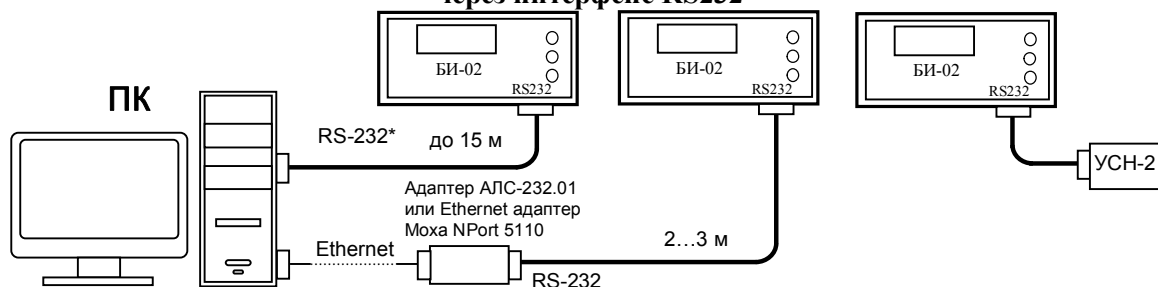 через интерфейс RS232
БИ-02
RS232
БИ-02
RS232
БИ-02
RS232
ПК
RS-232*
до 15 м
УСН-2
Адаптер АЛС-232.01
или Ethernet адаптер
Moxa NPort 5110
Ethernet
2...3 м
RS-232